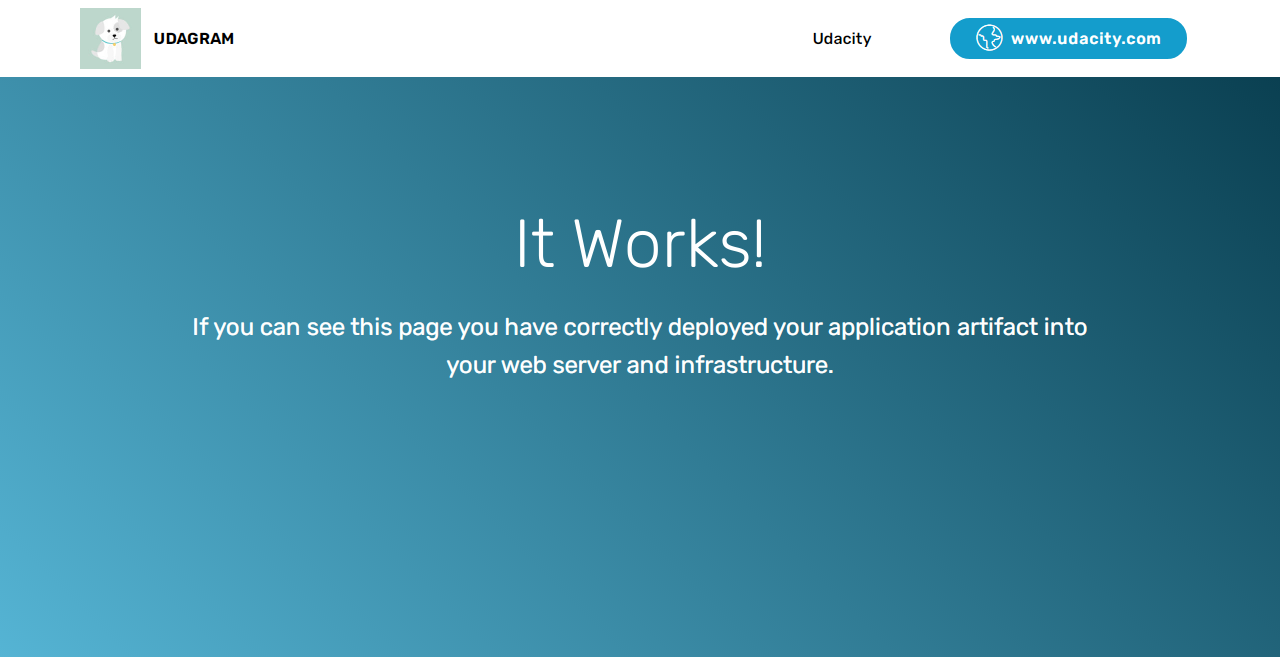 UDAGRAM
Udacity
www.udacity.com
It Works!
If you can see this page you have correctly deployed your application artifact into
your web server and infrastructure.